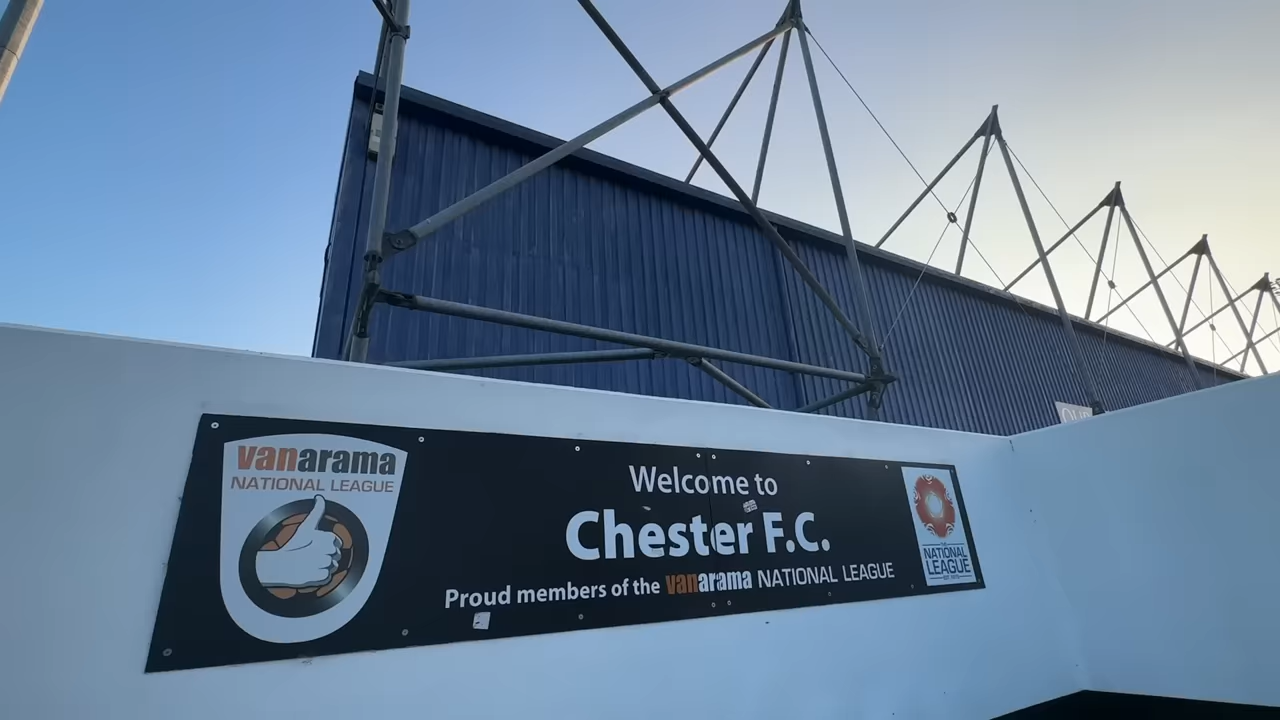 vanarama
NATIONAL LEAGUE
Welcome to
Chester F.C.
Proud members of the vanarama NATIONAL LEAGUE
THE
NATIONAL
LEAGUE